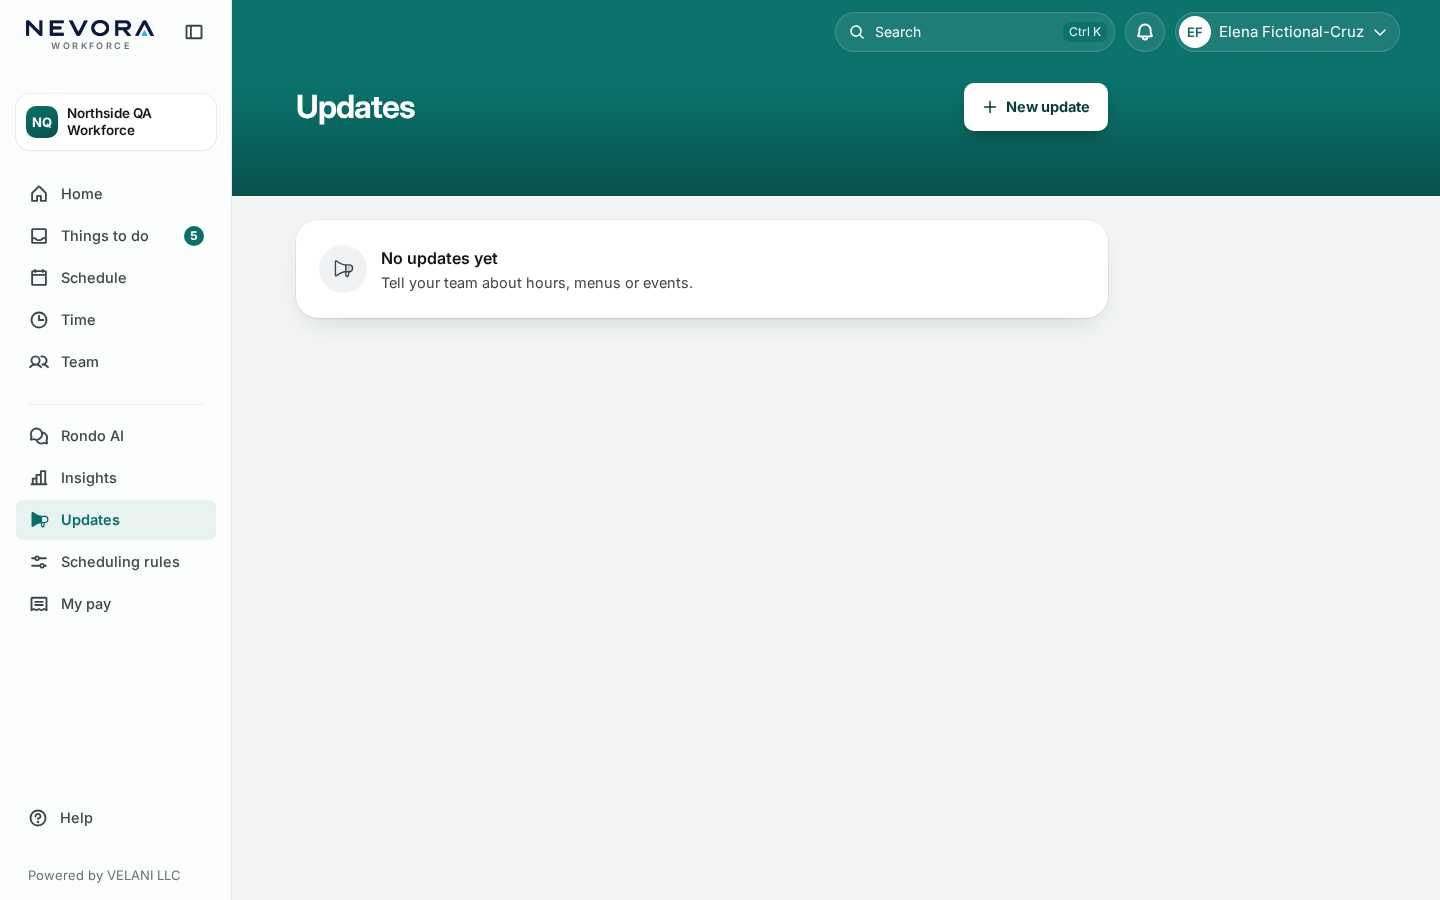 NEVORA
WORKFORCE
Search
Ctrl K
EF
Elena Fictional-Cruz
NQ
Northside QA
Workforce
Updates
New update
Home
Things to do
5
Schedule
Time
Team
Rondo AI
Insights
Updates
Scheduling rules
My pay
No updates yet
Tell your team about hours, menus or events.
Help
Powered by VELANI LLC